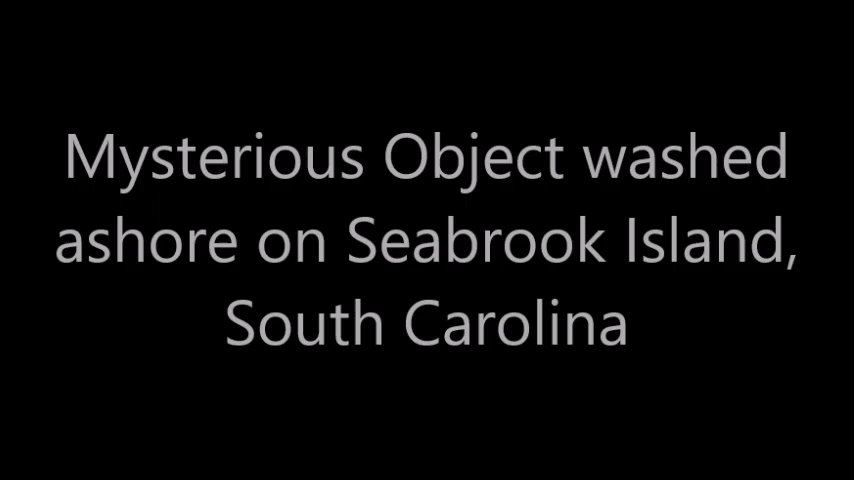 Mysterious Object washed
ashore on Seabrook Island,
South Carolina